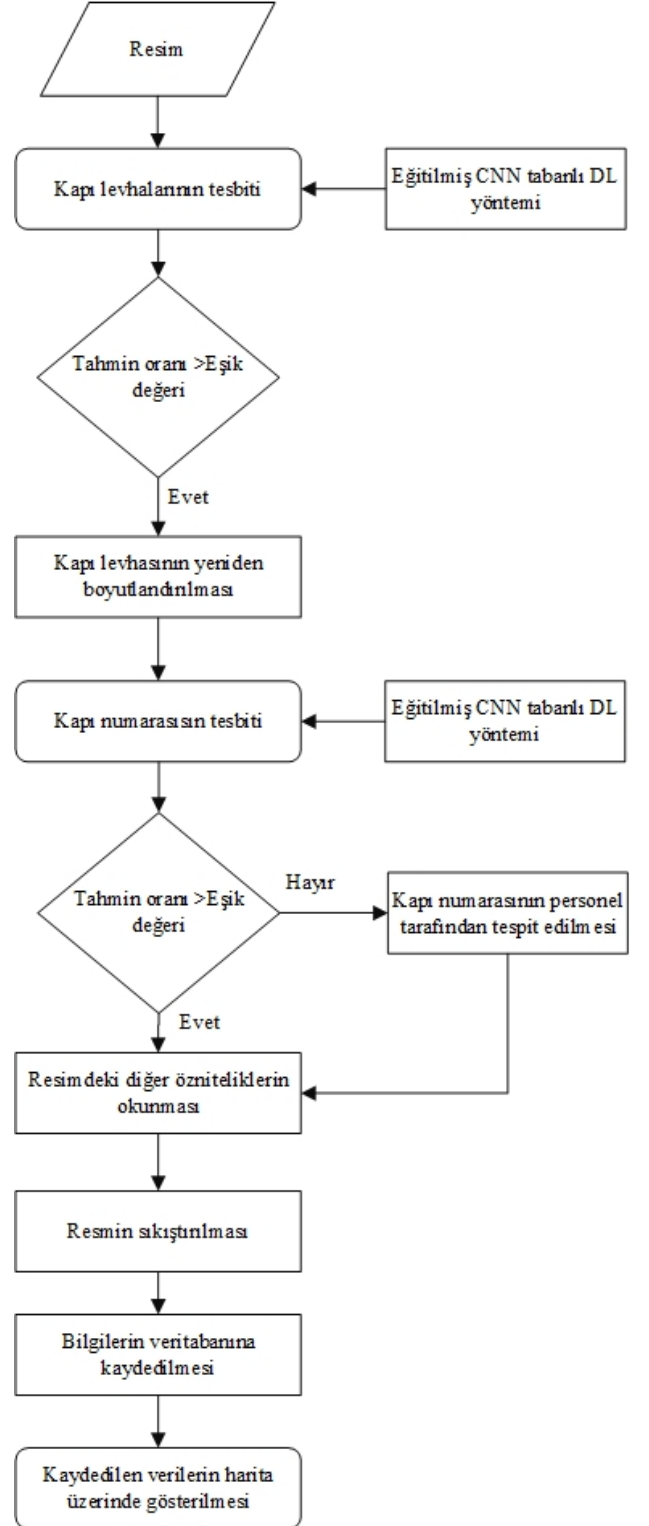 Resim
Kapı levhalarının tesbiti
Eğitilmiş CNN tabanlı DL
yöntemi
Tahmin oranı >Eşik
değeri
Evet
Kapı levhasının yeniden
boyutlandırılması
Kapı numarasısın tesbiti
Eğitilmiş CNN tabanlı DL
yöntemi
Tahmin oranı >Eşik
değeri
Hayır
Kapı numarasının personel
tarafından tespit edilmesi
Evet
Resimdeki diğer özniteliklerin
okunması
Resmin sıkıştırılması
Bilgilerin veritabanına
kaydedilmesi
Kaydedilen verilerin harita
üzerinde gösterilmesi